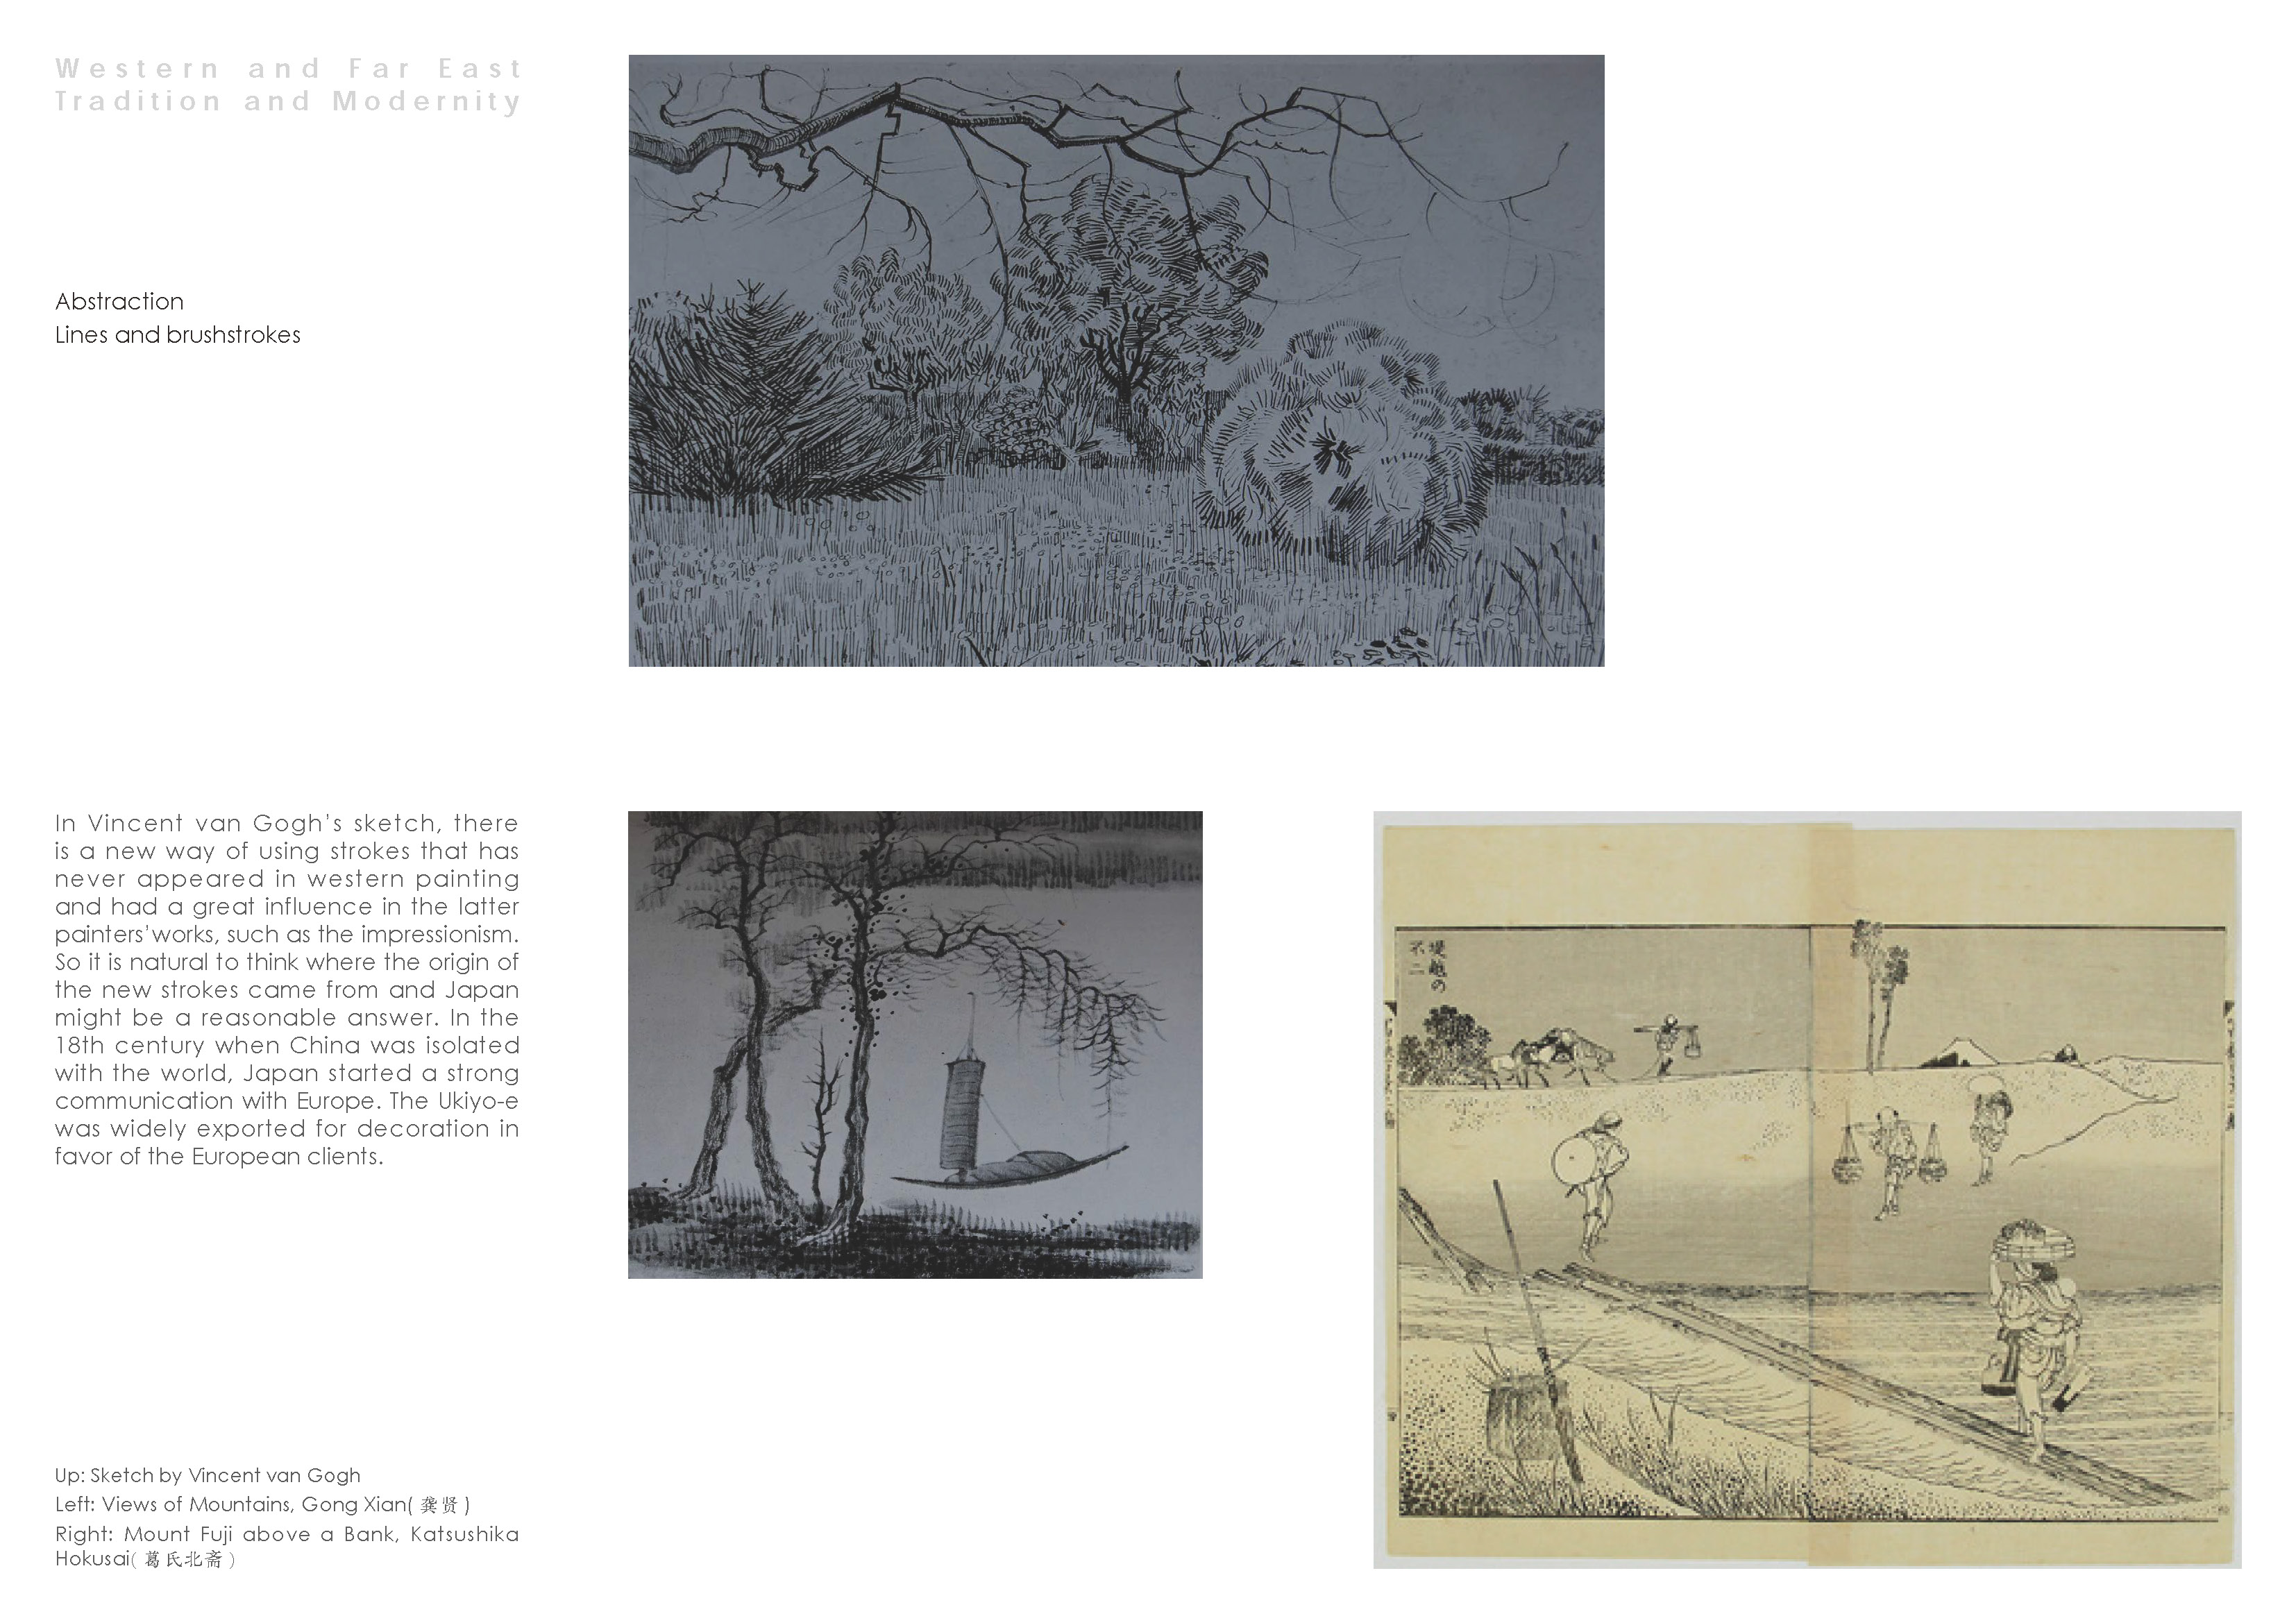 Western and Far East
Tradition and Modernity
Abstraction
Lines and brushstrokes
In Vincent van Gogh's sketch, there
is a new way of using strokes that has
never appeared in western painting
and had a great influence in the latter
painters'works, such as the impressionism.
So it is natural to think where the origin of
the new strokes came from and Japan
might be a reasonable answer. In the
18th century when China was isolated
with the world, Japan started a strong
communication with Europe. The Ukiyo-e
was widely exported for decoration in
favor of the European clients.
Up: Sketch by Vincent van Gogh
Left: Views of Mountains, Gong Xian( 龚贤 )
Right: Mount Fuji above a Bank, Katsushika
Hokusai( 葛氏北斋 )
不二